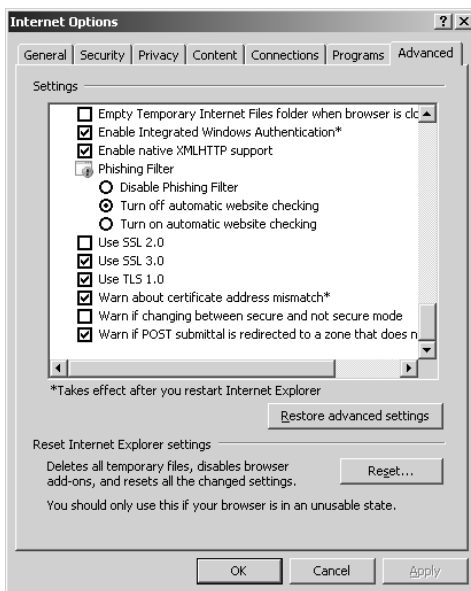 Internet Options
General Security Privacy Content Connections Programs Advanced
Settings
Empty Temporary Internet Files folder when browser is clo
Enable Integrated Windows Authentication*
Enable native XMLHTTP support
Phishing Filter
Disable Phishing Filter
Turn off automatic website checking
Turn on automatic website checking
Use SSL 2.0
Use SSL 3.0
Use TLS 1.0
Warn about certificate address mismatch*
Warn if changing between secure and not secure mode
Warn if POST submittal is redirected to a zone that does n
*Takes effect after you restart Internet Explorer
Restore advanced settings
Reset Internet Explorer settings
Deletes all temporary files, disables browser
add-ons, and resets all the changed settings.
Reset...
You should only use this if your browser is in an unusable state.
OK Cancel Apply